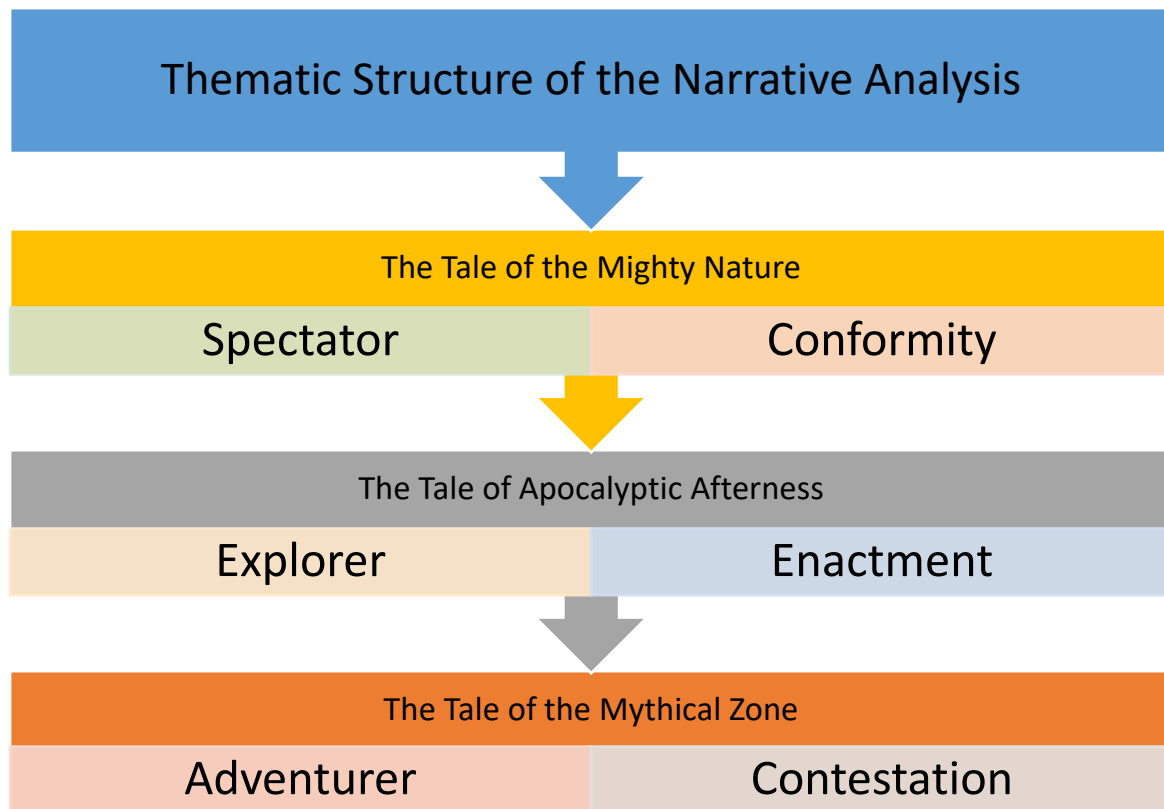 Thematic Structure of the Narrative Analysis
The Tale of the Mighty Nature
Spectator
Conformity
The Tale of Apocalyptic Afterness
Explorer
Enactment
The Tale of the Mythical Zone
Adventurer
Contestation